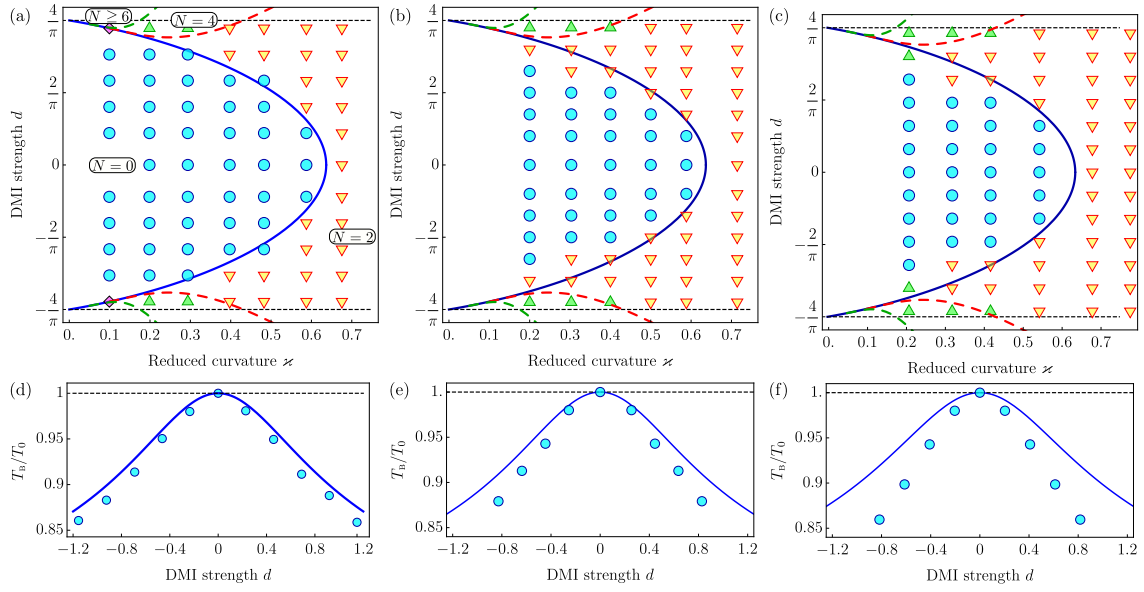 (a)
N ≥ 6
N = 4
N = 0
N = 2
4/π
2/π
0
−2/π
−4/π
DMI strength d
0. 0.1 0.2 0.3 0.4 0.5 0.6 0.7
Reduced curvature ϰ
(b)
4/π
2/π
0
−2/π
−4/π
DMI strength d
0. 0.1 0.2 0.3 0.4 0.5 0.6 0.7
Reduced curvature ϰ
(c)
4/π
2/π
0
−2/π
−4/π
DMI strength d
0. 0.1 0.2 0.3 0.4 0.5 0.6 0.7
Reduced curvature ϰ
(d)
1
0.95
0.9
0.85
T_B/T_0
−1.2 −0.8 −0.4 0 0.4 0.8 1.2
DMI strength d
(e)
1.
0.95
0.9
0.85
T_B/T_0
−1.2 −0.8 −0.4 0 0.4 0.8 1.2
DMI strength d
(f)
1.
0.95
0.9
0.85
T_B/T_0
−1.2 −0.8 −0.4 0 0.4 0.8 1.2
DMI strength d